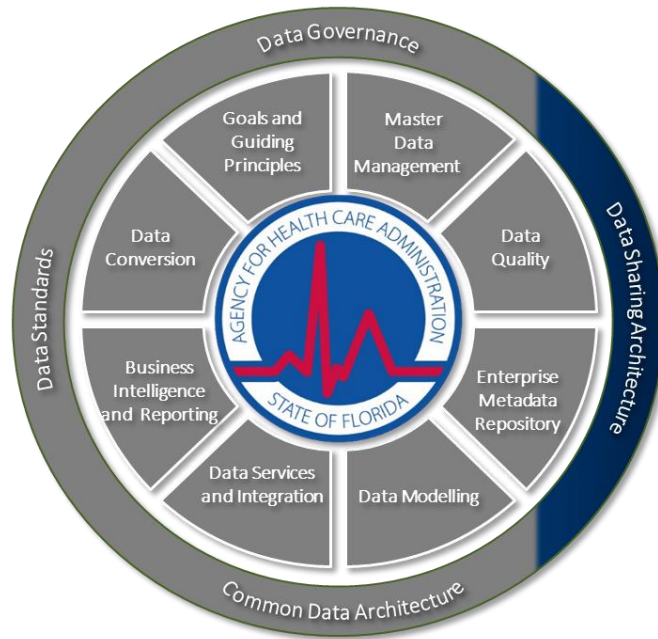 Data Governance
Goals and
Guiding
Principles
Master
Data
Management
Data
Conversion
Data
Quality
AGENCY FOR HEALTH CARE ADMINISTRATION
STATE OF FLORIDA
Data Standards
Data Sharing Architecture
Business
Intelligence
and Reporting
Enterprise
Metadata
Repository
Data Services
and Integration
Data Modelling
Common Data Architecture